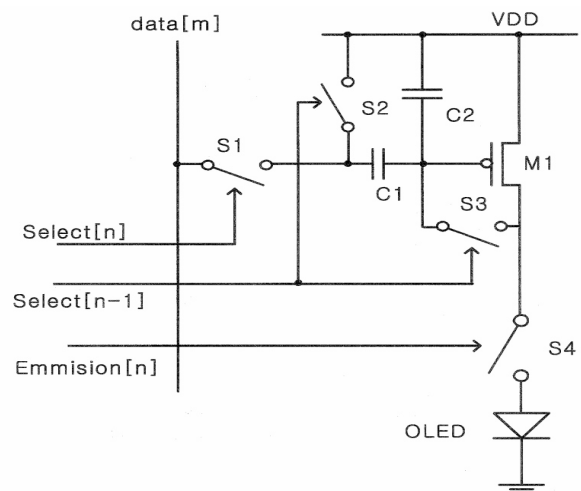 data[m]
VDD
S2
C2
S1
M1
C1
S3
Select[n]
Select[n-1]
S4
Emmision[n]
OLED